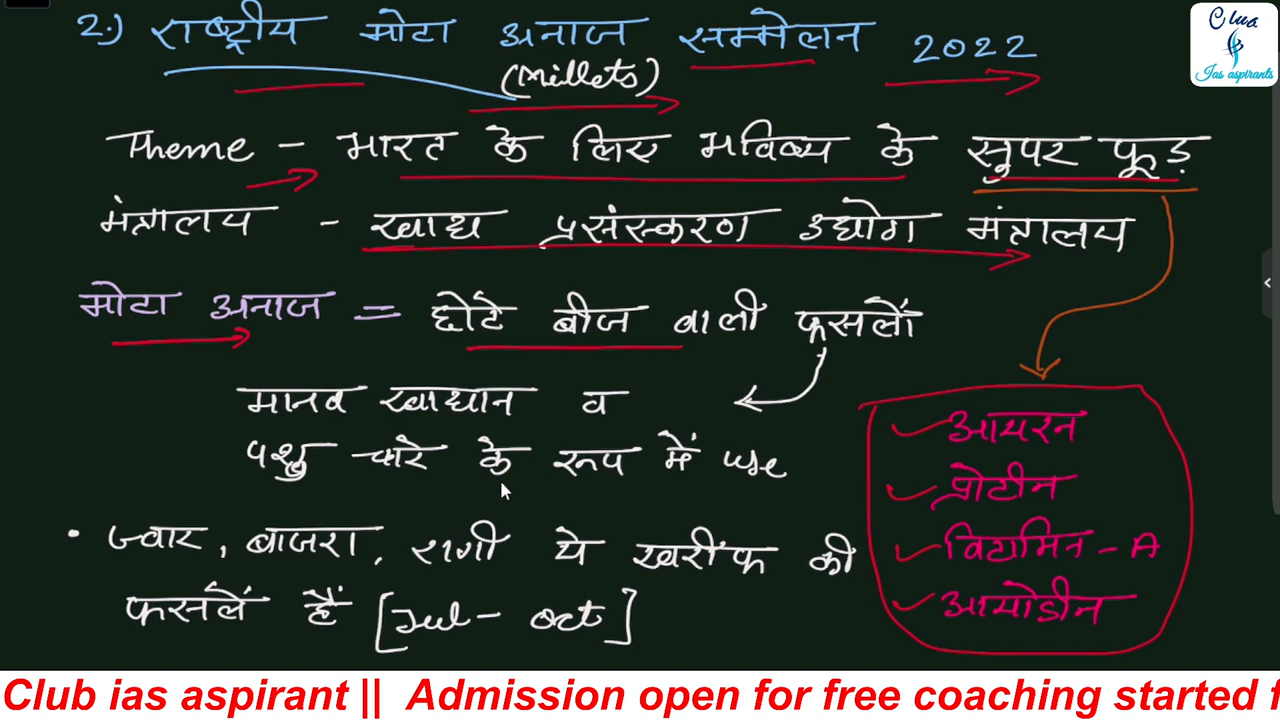 2.) राष्ट्रीय मोटा अनाज सम्मेलन 2022
(Millets)
Club
Ias aspirants
Theme - भारत के लिए भविष्य के सुपर फूड़
मंत्रालय - खाद्य प्रसंस्करण उद्योग मंत्रालय
मोटा अनाज = छोटे बीज वाली फसलों
मानव खाद्यान व
पशु चारे के रूप में use
• ज्वार, बाजरा, रागी ये खरीफ की
फसलें हैं [Jul - oct]
आयरन
प्रोटीन
विटामिन - A
आयोडीन
Club ias aspirant || Admission open for free coaching started f